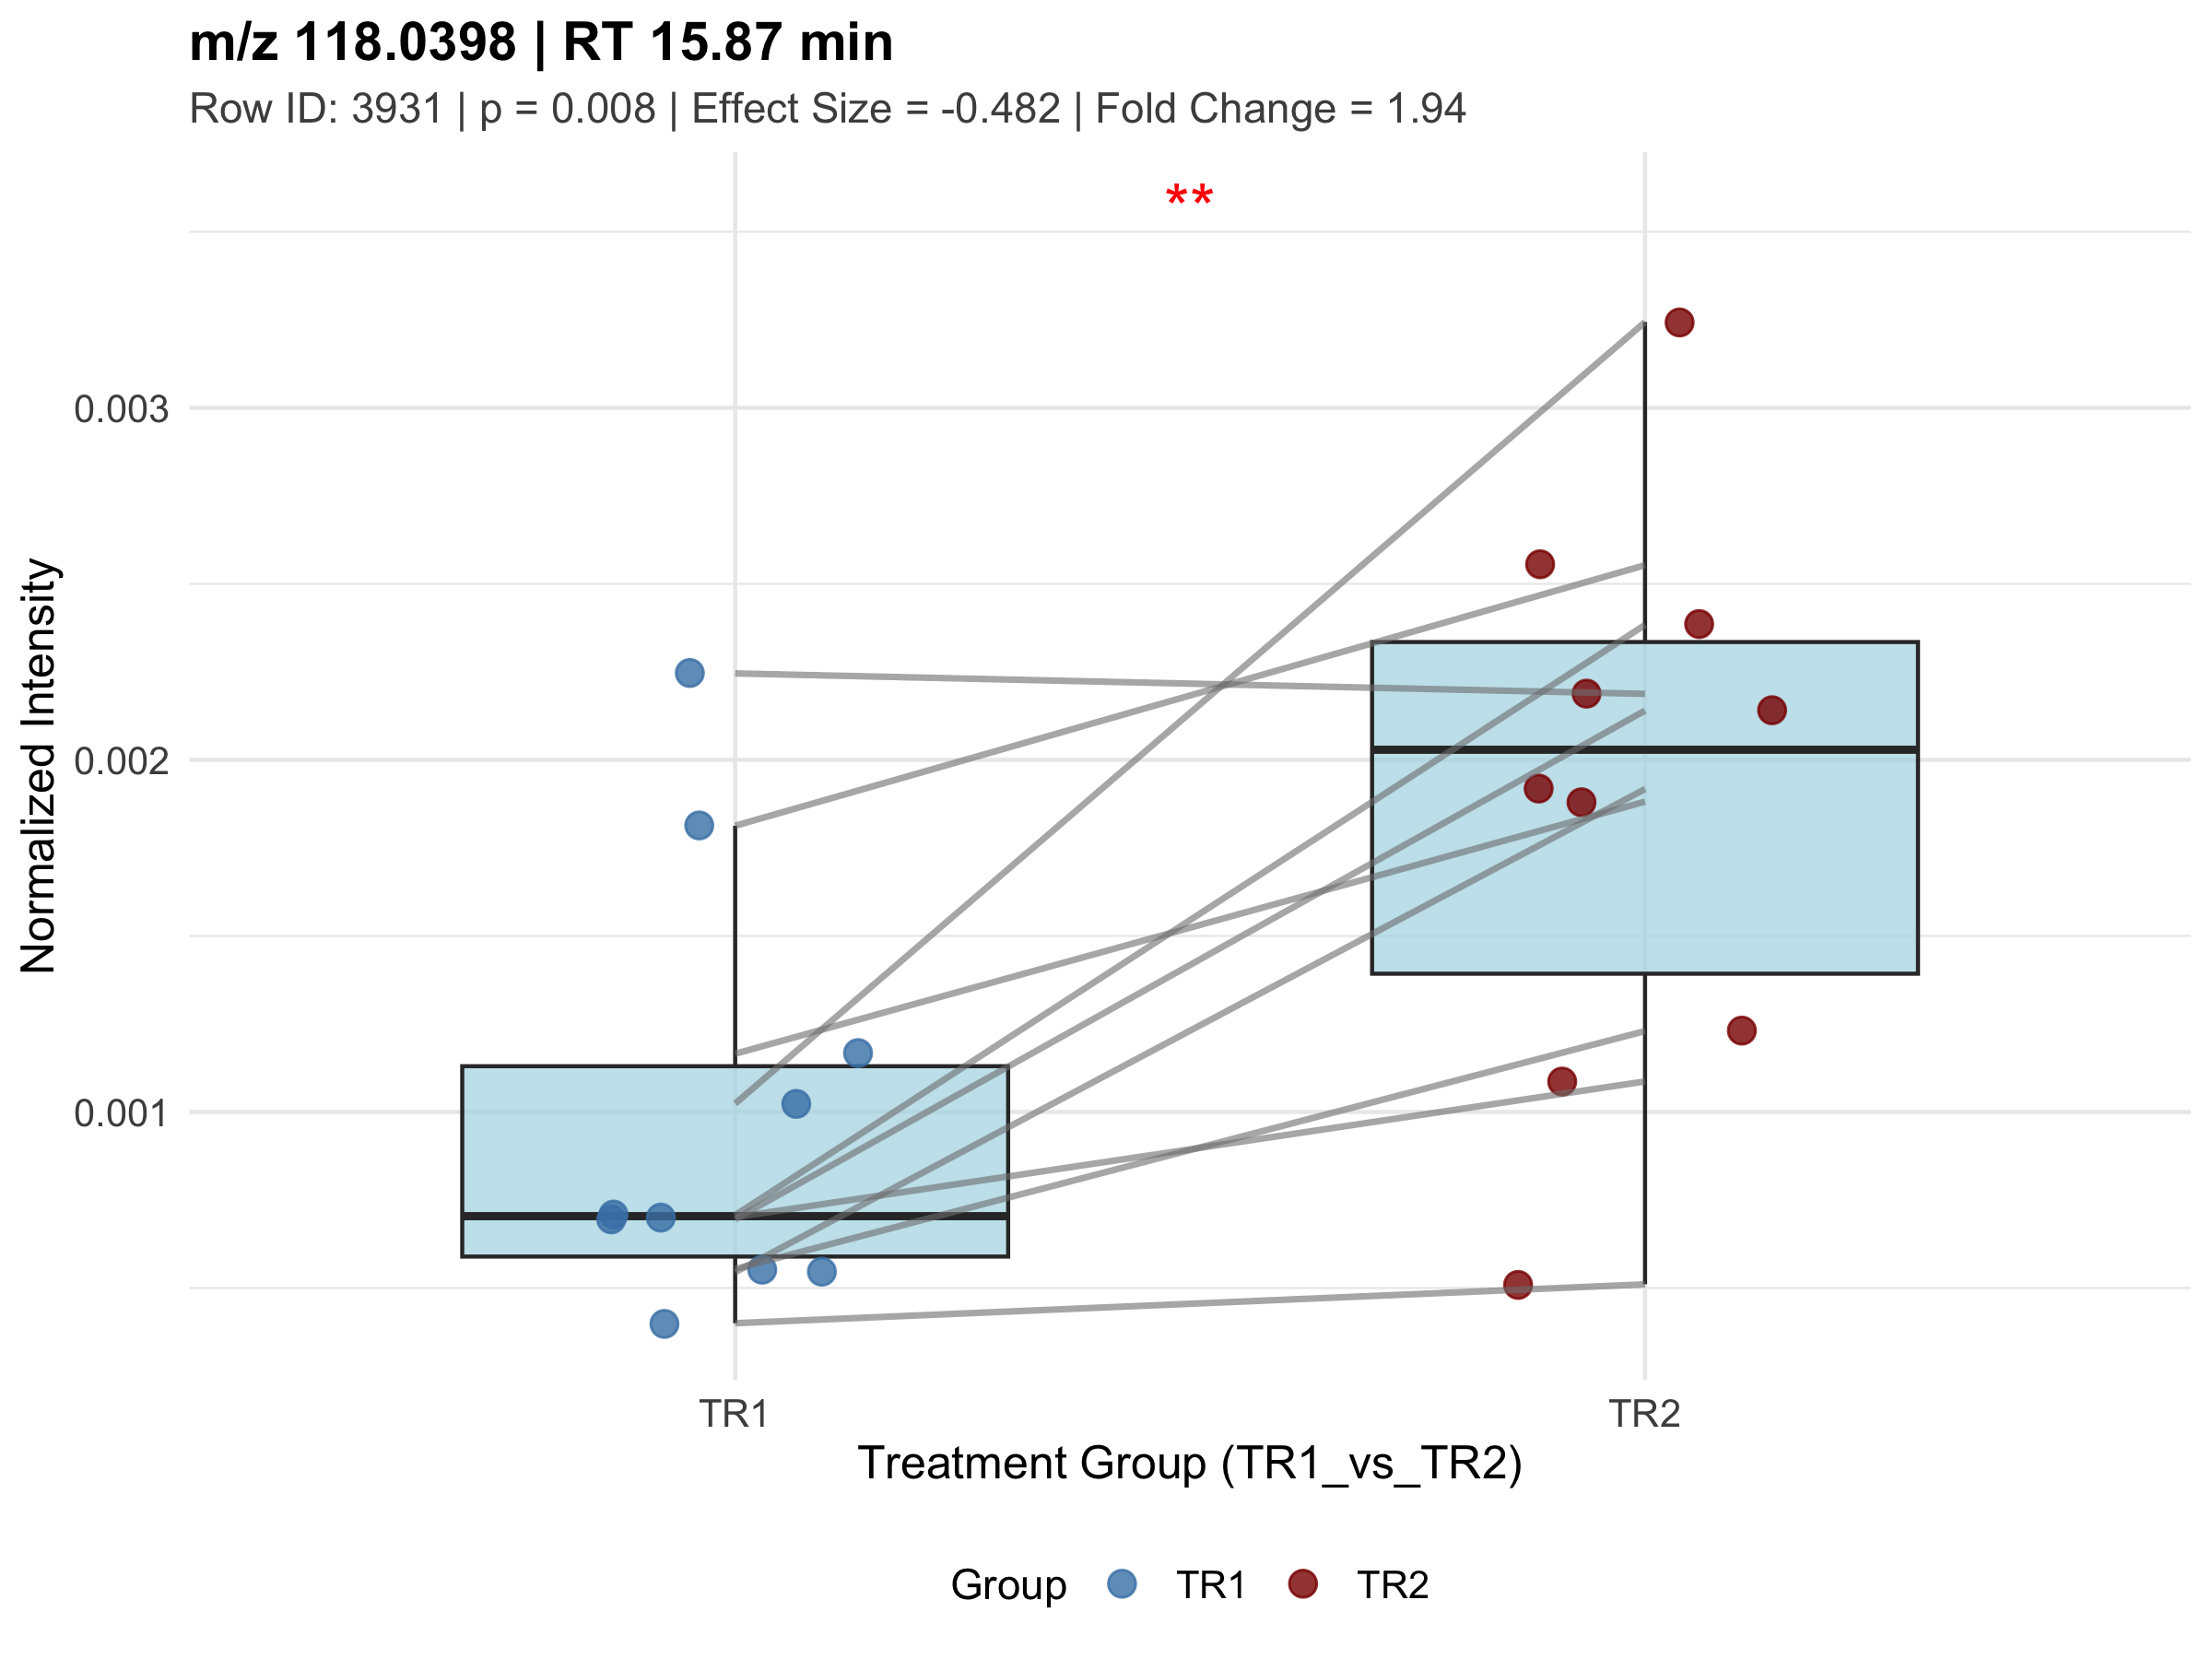 m/z 118.0398 | RT 15.87 min
Row ID: 3931 | p = 0.008 | Effect Size = -0.482 | Fold Change = 1.94
**
Normalized Intensity
0.003
0.002
0.001
TR1
TR2
Treatment Group (TR1_vs_TR2)
Group TR1 TR2